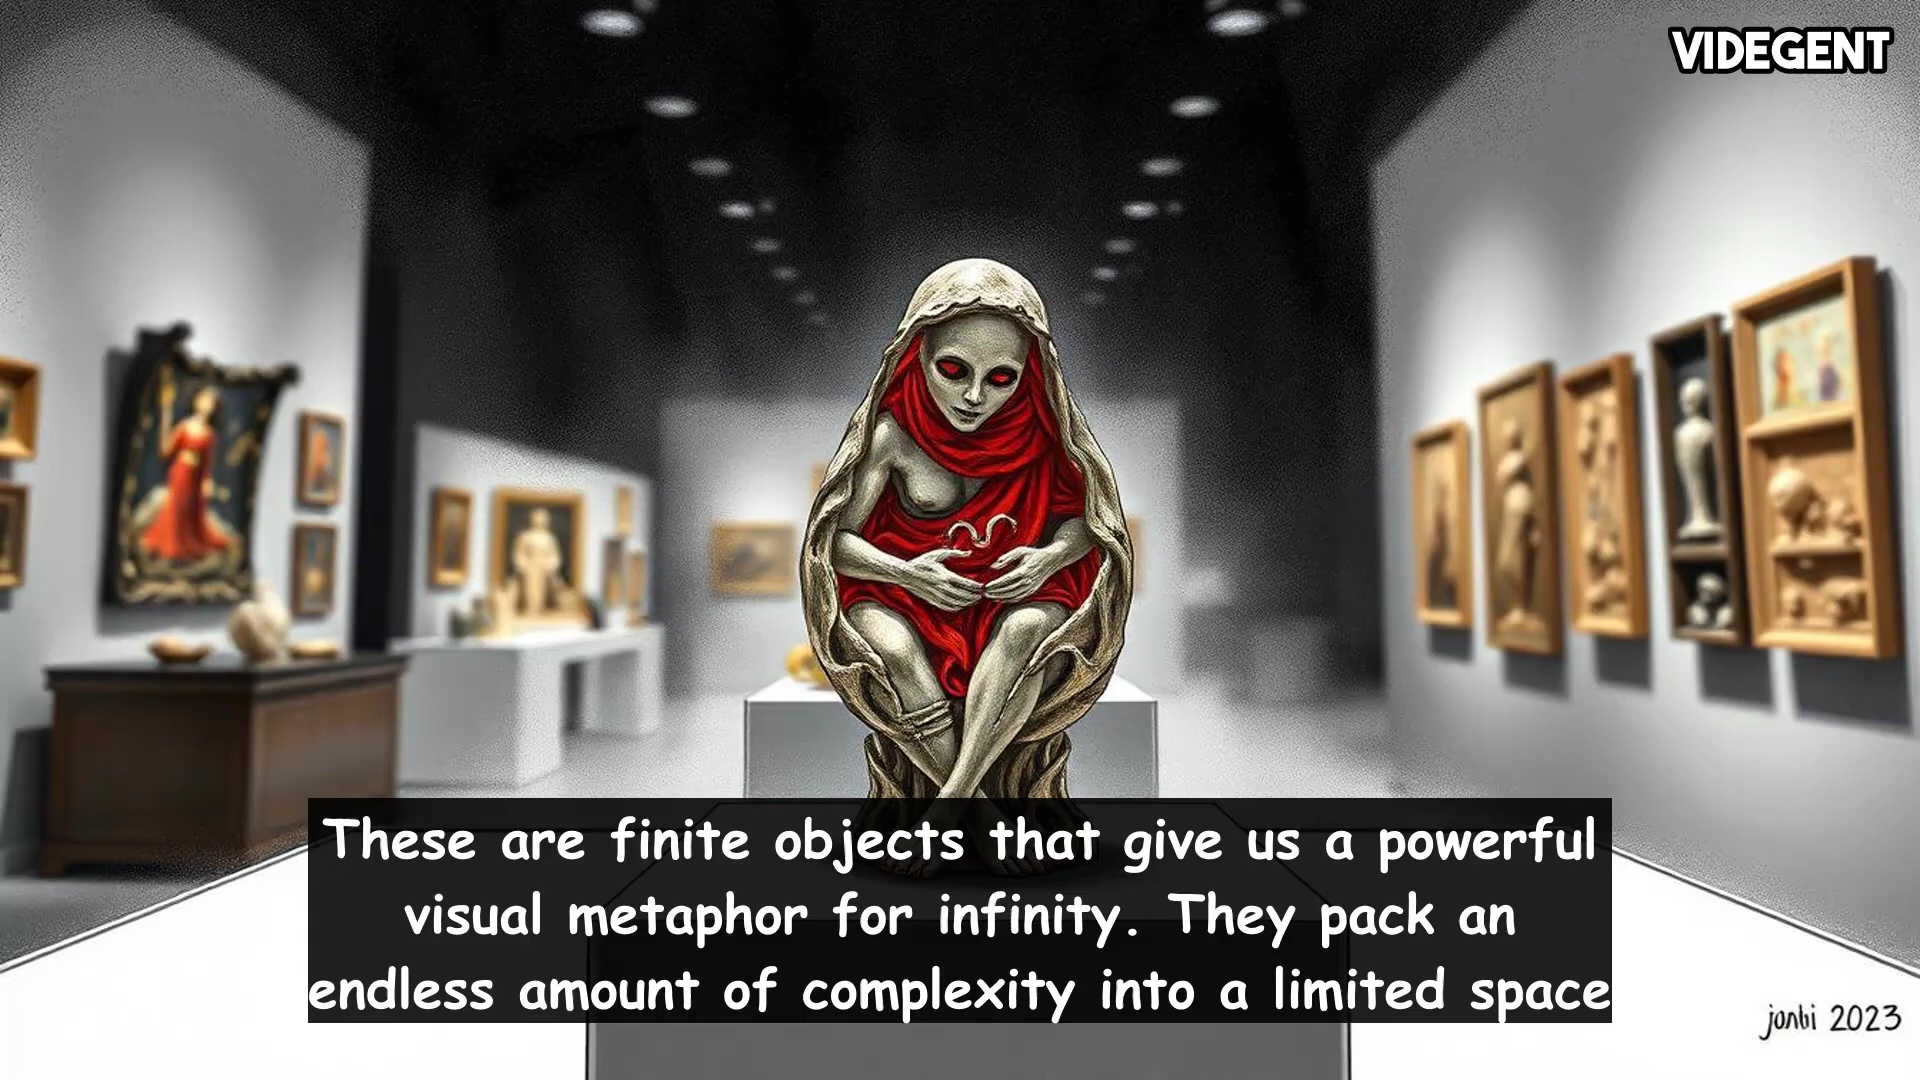 VIDEGENT
These are finite objects that give us a powerful
visual metaphor for infinity. They pack an
endless amount of complexity into a limited space
2023